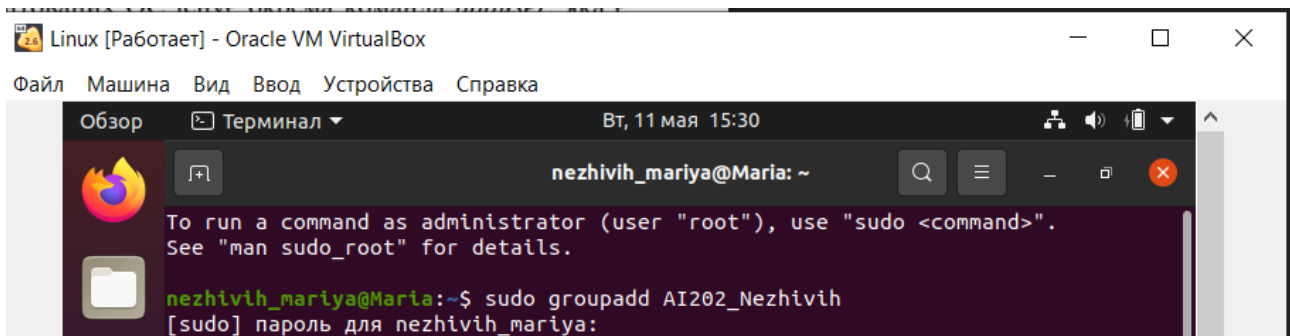 Linux [Работает] - Oracle VM VirtualBox
Файл Машина Вид Ввод Устройства Справка
Обзор Терминал Вт, 11 мая 15:30
nezhivih_mariya@Maria: ~
To run a command as administrator (user "root"), use "sudo <command>".
See "man sudo_root" for details.
nezhivih_mariya@Maria:~$ sudo groupadd AI202_Nezhivih
[sudo] пароль для nezhivih_mariya: